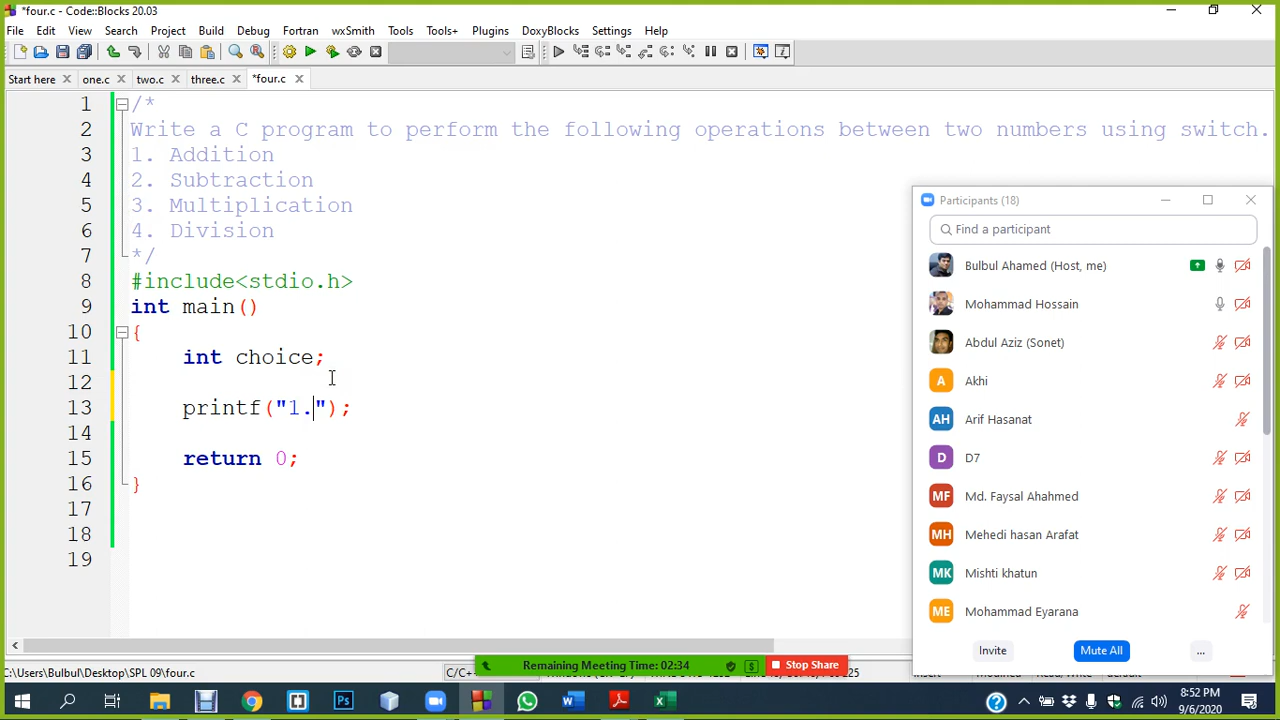 *four.c - Code::Blocks 20.03
File Edit View Search Project Build Debug Fortran wxSmith Tools Tools+ Plugins DoxyBlocks Settings Help
Start here one.c two.c three.c *four.c
1 /*
2 Write a C program to perform the following operations between two numbers using switch.
3 1. Addition
4 2. Subtraction
5 3. Multiplication
6 4. Division
7 */
8 #include<stdio.h>
9 int main()
10 {
11 int choice;
12
13 printf("1.");
14
15 return 0;
16 }
17
18
19
Participants (18)
Find a participant
Bulbul Ahamed (Host, me)
Mohammad Hossain
Abdul Aziz (Sonet)
A Akhi
AH Arif Hasanat
D D7
MF Md. Faysal Ahahmed
MH Mehedi hasan Arafat
MK Mishti khatun
ME Mohammad Eyarana
Invite Mute All ...
C:\Users\Bulbul\Desktop\SPL 09\four.c C/C+
Remaining Meeting Time: 02:34 Stop Share
8:52 PM
9/6/2020